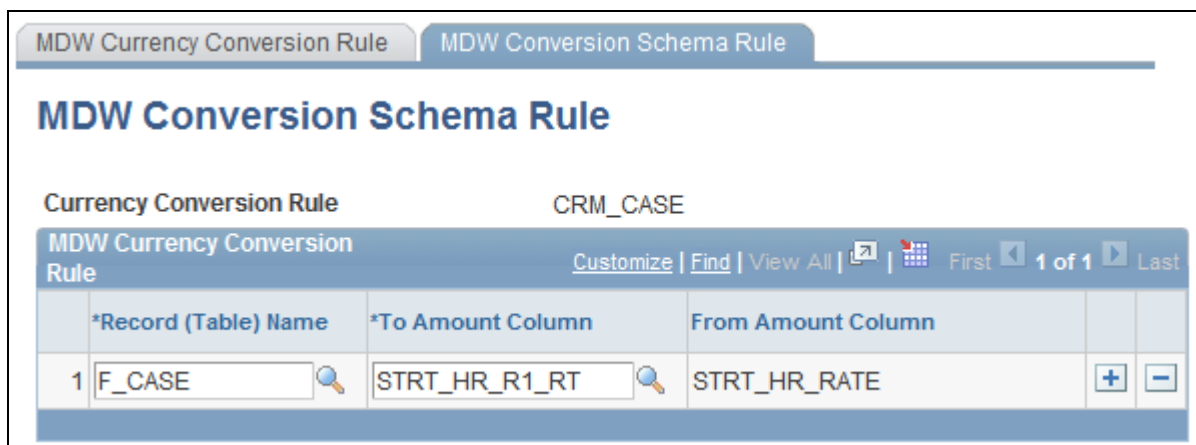 MDW Currency Conversion Rule MDW Conversion Schema Rule
MDW Conversion Schema Rule
Currency Conversion Rule CRM_CASE
MDW Currency Conversion
Rule Customize | Find | View All | | First 1 of 1 Last
*Record (Table) Name *To Amount Column From Amount Column
1 F_CASE STRT_HR_R1_RT STRT_HR_RATE + -